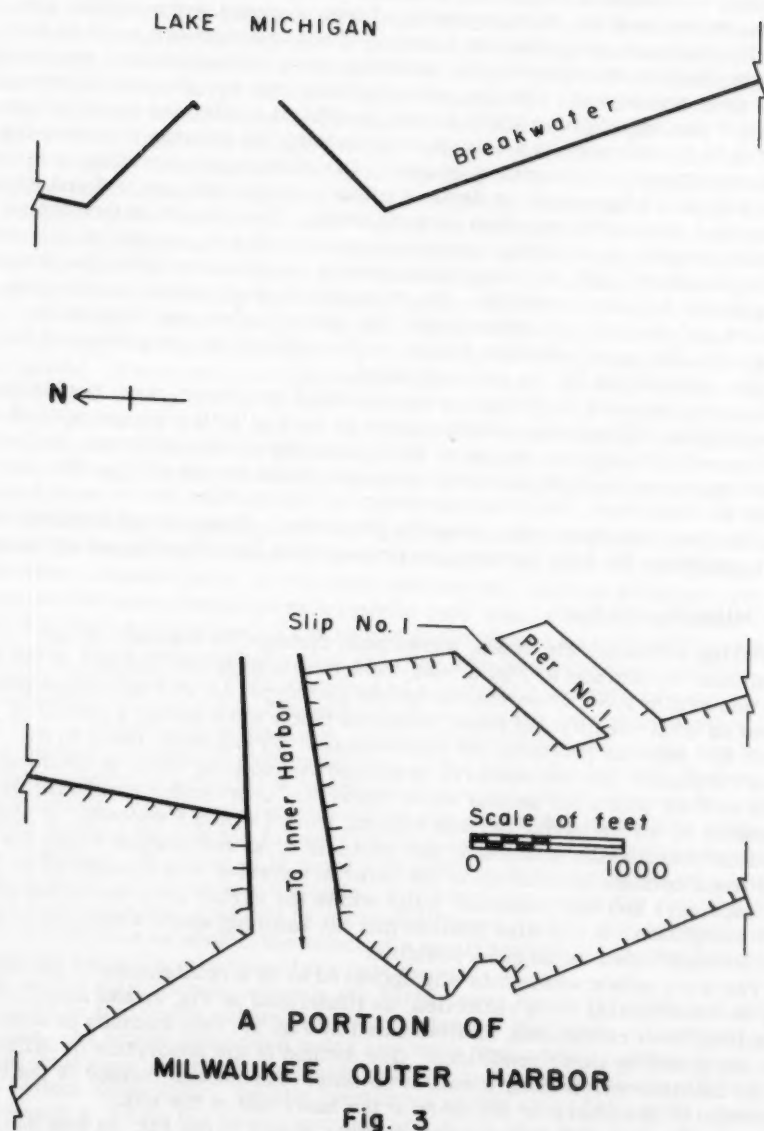 LAKE MICHIGAN
Breakwater
N
Slip No. 1
Pier No. 1
To Inner Harbor
Scale of feet
0 1000
A PORTION OF
MILWAUKEE OUTER HARBOR
Fig. 3